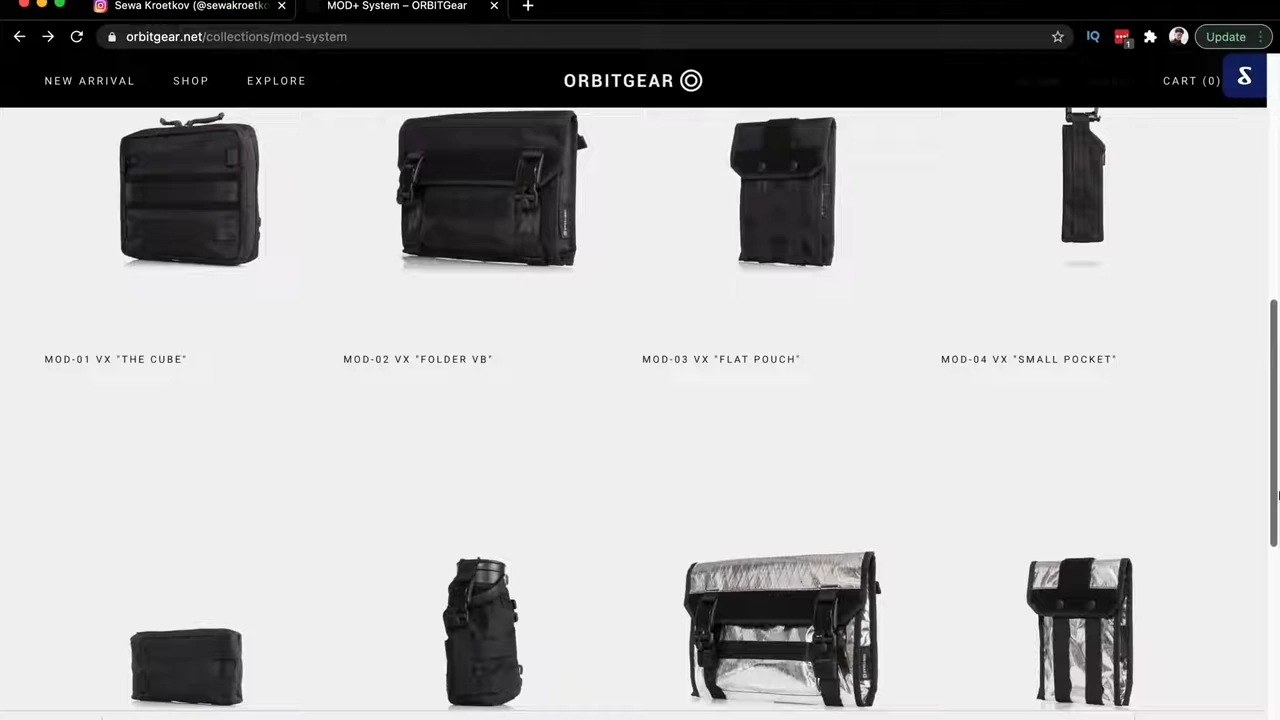 Sewa Kroetkov (@sewakroetko
MOD+ System – ORBITGear
orbitgear.net/collections/mod-system
IQ
1
Update
NEW ARRIVAL
SHOP
EXPLORE
ORBITGEAR
CART (0)
MOD-01 VX "THE CUBE"
MOD-02 VX "FOLDER VB"
MOD-03 VX "FLAT POUCH"
MOD-04 VX "SMALL POCKET"